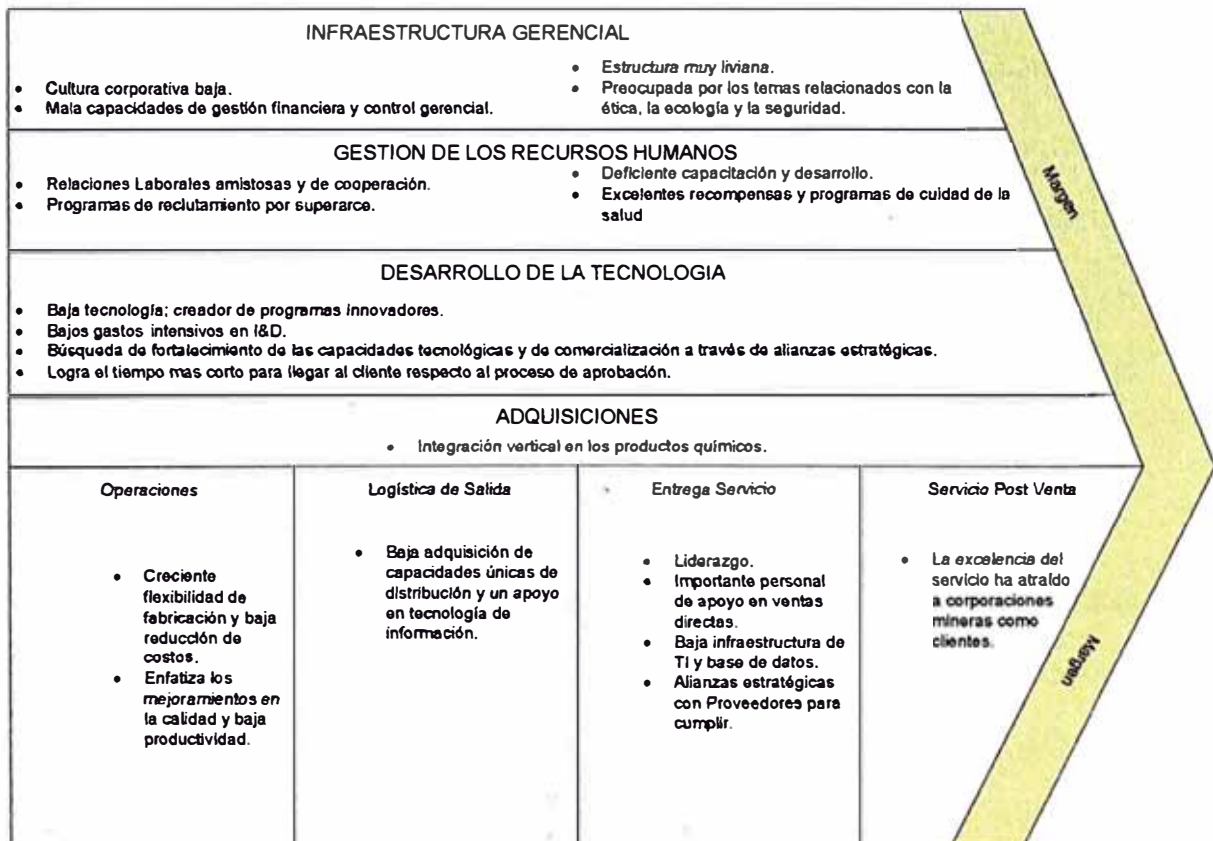 INFRAESTRUCTURA GERENCIAL
• Cultura corporativa baja.
• Mala capacidades de gestión financiera y control gerencial.
• Estructura muy liviana.
• Preocupada por los temas relacionados con la
ética, la ecología y la seguridad.
GESTION DE LOS RECURSOS HUMANOS
• Relaciones Laborales amistosas y de cooperación.
• Programas de reclutamiento por superarce.
• Deficiente capacitación y desarrollo.
• Excelentes recompensas y programas de cuidad de la
salud
Margen
DESARROLLO DE LA TECNOLOGIA
• Baja tecnología; creador de programas innovadores.
• Bajos gastos intensivos en I&D.
• Búsqueda de fortalecimiento de las capacidades tecnológicas y de comercialización a través de alianzas estratégicas.
• Logra el tiempo mas corto para llegar al cliente respecto al proceso de aprobación.
ADQUISICIONES
• Integración vertical en los productos químicos.
Operaciones
• Creciente
flexibilidad de
fabricación y baja
reducción de
costos.
• Enfatiza los
mejoramientos en
la calidad y baja
productividad.
Logística de Salida
• Baja adquisición de
capacidades únicas de
distribución y un apoyo
en tecnología de
información.
Entrega Servicio
• Liderazgo.
• Importante personal
de apoyo en ventas
directas.
• Baja infraestructura de
TI y base de datos.
• Alianzas estratégicas
con Proveedores para
cumplir.
Servicio Post Venta
• La excelencia del
servicio ha atraído
a corporaciones
mineras como
clientes.
Margen